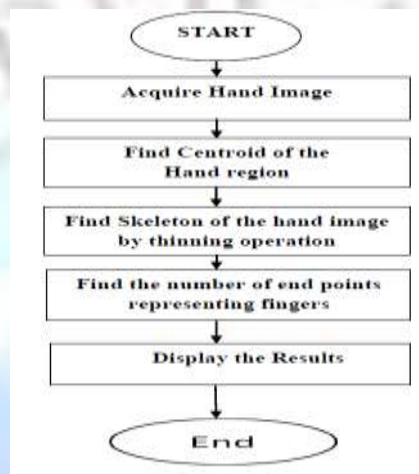 START
Acquire Hand Image
Find Centroid of the
Hand region
Find Skeleton of the hand image
by thinning operation
Find the number of end points
representing fingers
Display the Results
End